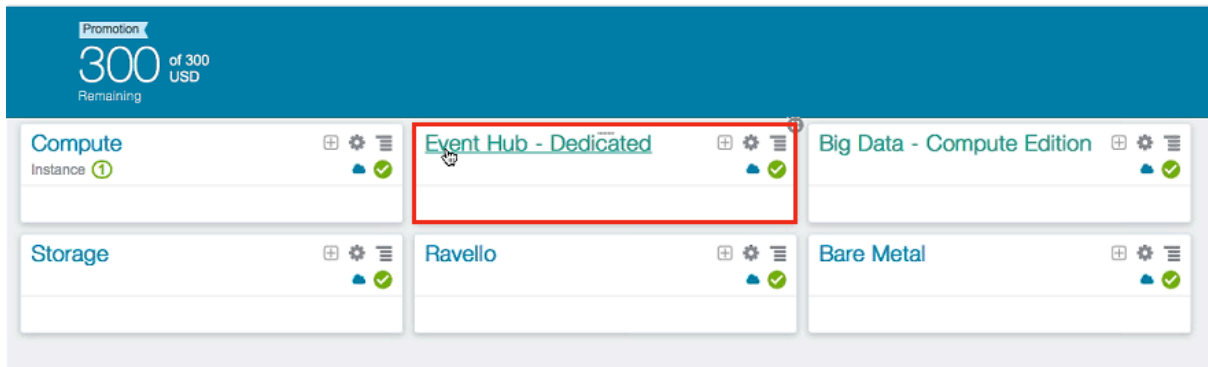 Promotion
300 of 300 USD
Remaining
Compute
Instance 1
Event Hub - Dedicated
Big Data - Compute Edition
Storage
Ravello
Bare Metal